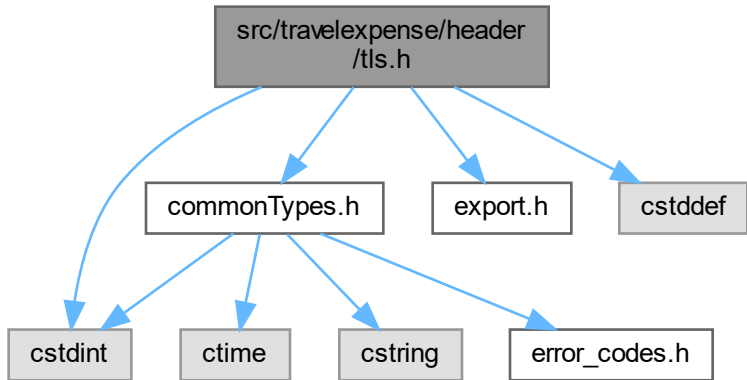 src/travelexpense/header
/tls.h
commonTypes.h
export.h
cstddef
cstdint
ctime
cstring
error_codes.h